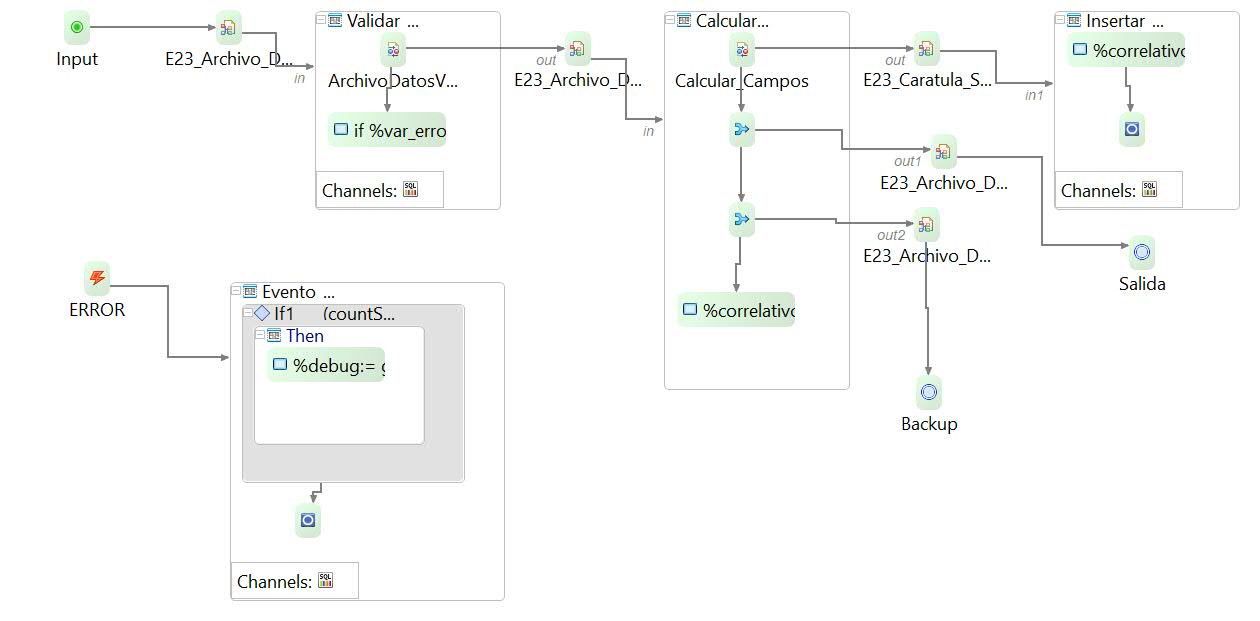 Input
E23_Archivo_D...
in
Validar ...
ArchivoDatosV...
if %var_erro
Channels:
SQL
out
E23_Archivo_D...
in
Calcular...
Calcular_Campos
out
E23_Caratula_S...
in1
Insertar ...
%correlativo
Channels:
SQL
out1
E23_Archivo_D...
Salida
out2
E23_Archivo_D...
Backup
%correlativo
ERROR
Evento ...
If1 (countS...
Then
%debug:= g
Channels:
SQL